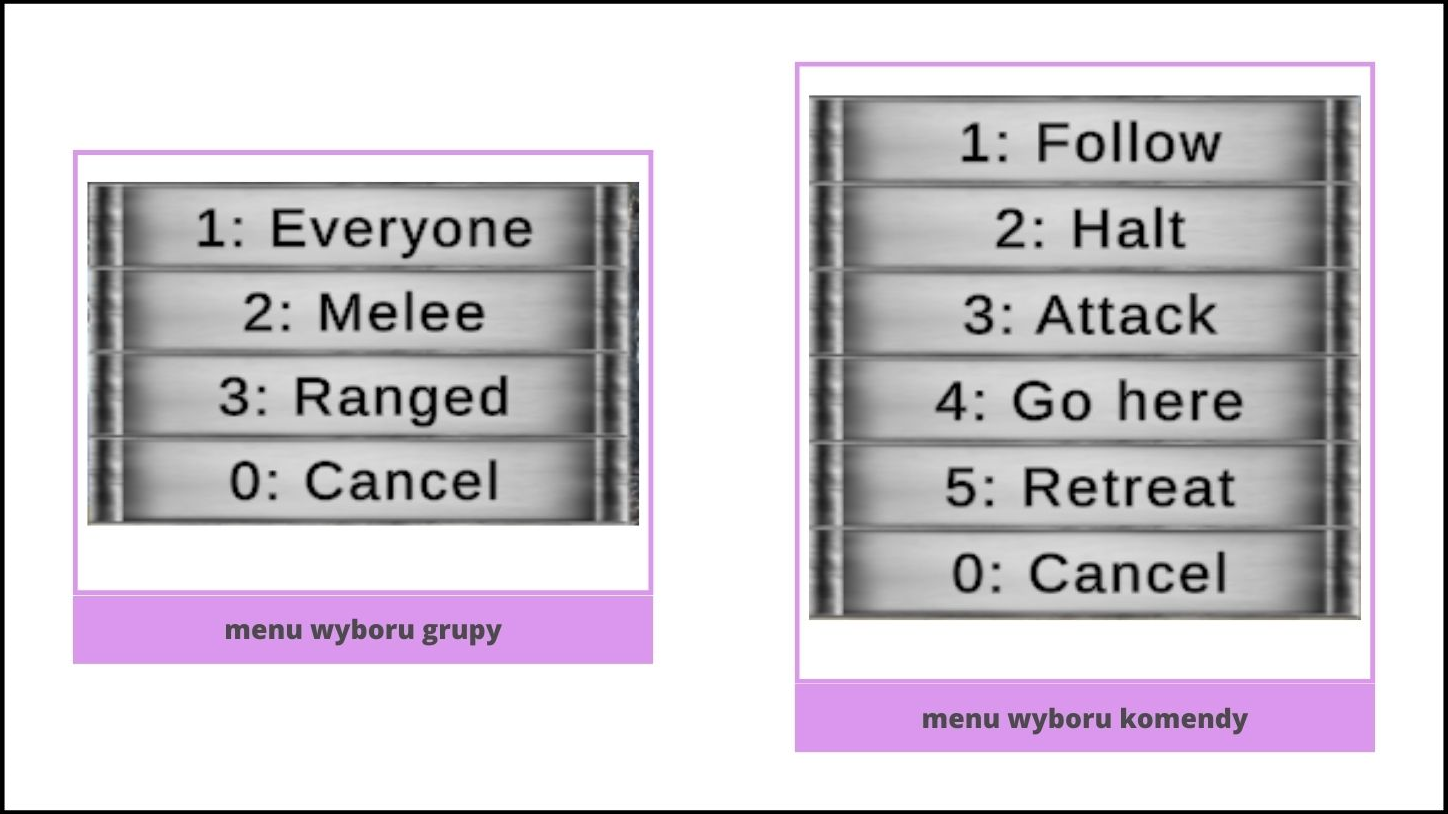 1: Everyone
2: Melee
3: Ranged
0: Cancel
menu wyboru grupy
1: Follow
2: Halt
3: Attack
4: Go here
5: Retreat
0: Cancel
menu wyboru komendy